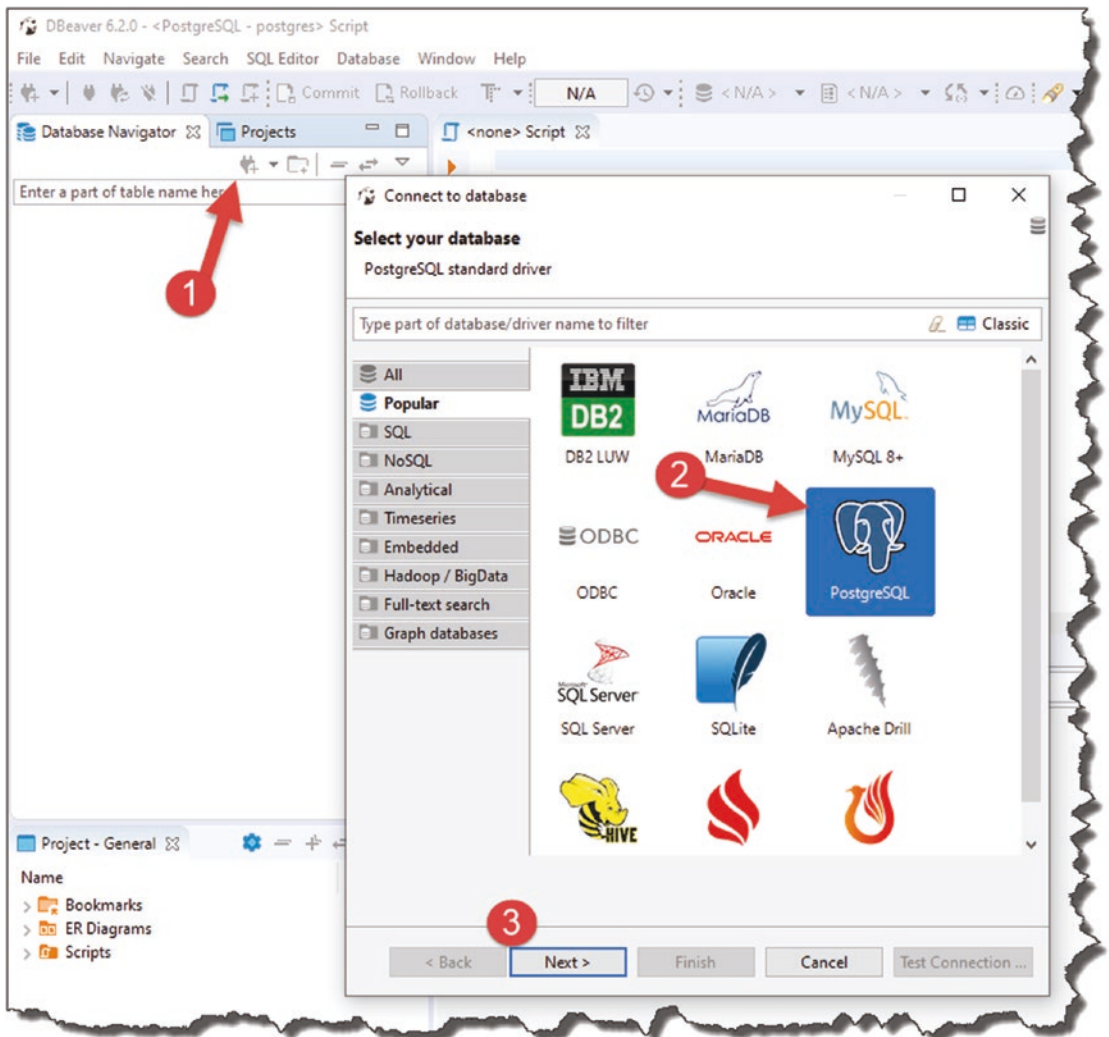 DBeaver 6.2.0 - <PostgreSQL - postgres> Script
File Edit Navigate Search SQL Editor Database Window Help
Commit Rollback N/A < N/A > < N/A >
Database Navigator Projects <none> Script
Enter a part of table name here
1
Connect to database
Select your database
PostgreSQL standard driver
Type part of database/driver name to filter Classic
All
Popular
SQL
NoSQL
Analytical
Timeseries
Embedded
Hadoop / BigData
Full-text search
Graph databases
IBM DB2 MariaDB MySQL
DB2 LUW MariaDB MySQL 8+
2
ODBC ORACLE
ODBC Oracle PostgreSQL
Microsoft SQL Server
SQL Server SQLite Apache Drill
HIVE
Project - General
Name
Bookmarks
ER Diagrams
Scripts
3
< Back Next > Finish Cancel Test Connection ...